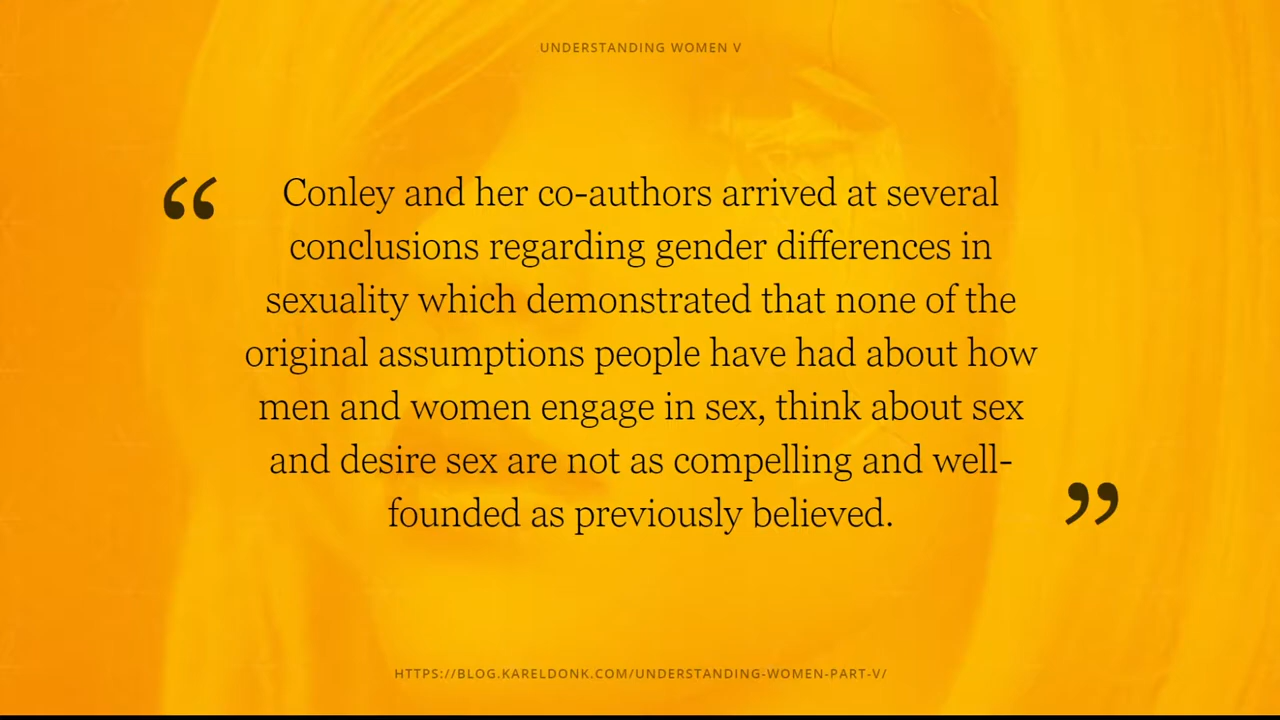 UNDERSTANDING WOMEN V
“ Conley and her co-authors arrived at several
conclusions regarding gender differences in
sexuality which demonstrated that none of the
original assumptions people have had about how
men and women engage in sex, think about sex
and desire sex are not as compelling and well-
founded as previously believed. ”
HTTPS://BLOG.KARELDONK.COM/UNDERSTANDING-WOMEN-PART-V/